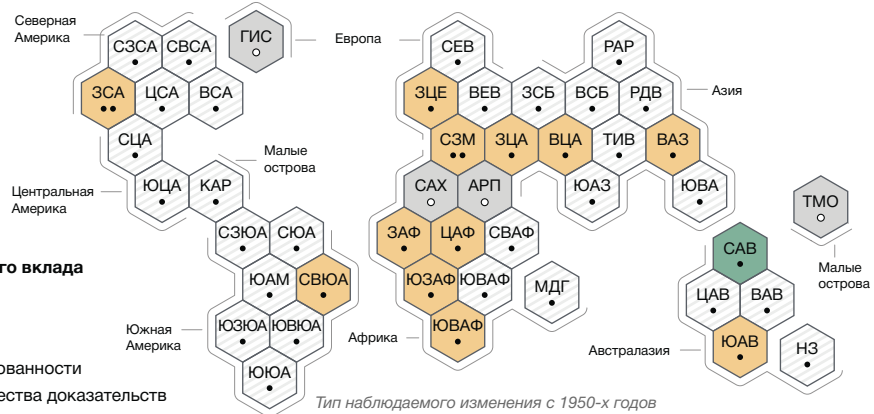 Северная
Америка
СЗСА СВСА ГИС
Европа
СЕВ РАР
ЗСА ЦСА ВСА
ЗЦЕ ВЕВ ЗСБ ВСБ РДВ
Азия
СЦА
СЗМ ЗЦА ВЦА ТИВ ВАЗ
Малые
острова
Центральная
Америка
ЮЦА КАР
САХ АРП ЮАЗ ЮВА
ТМО
СЗЮА СЮА
ЗАФ ЦАФ СВАФ
САВ
Малые
острова
го вклада
ЮАМ СВЮА
ЮЗАФ ЮВАФ МДГ
ЦАВ ВАВ
Южная
Америка
ЮЗЮА ЮВЮА
Африка
ЮВАФ
Австралазия
ЮАВ НЗ
ЮЮА
ованности
ества доказательств
Тип наблюдаемого изменения с 1950-х годов